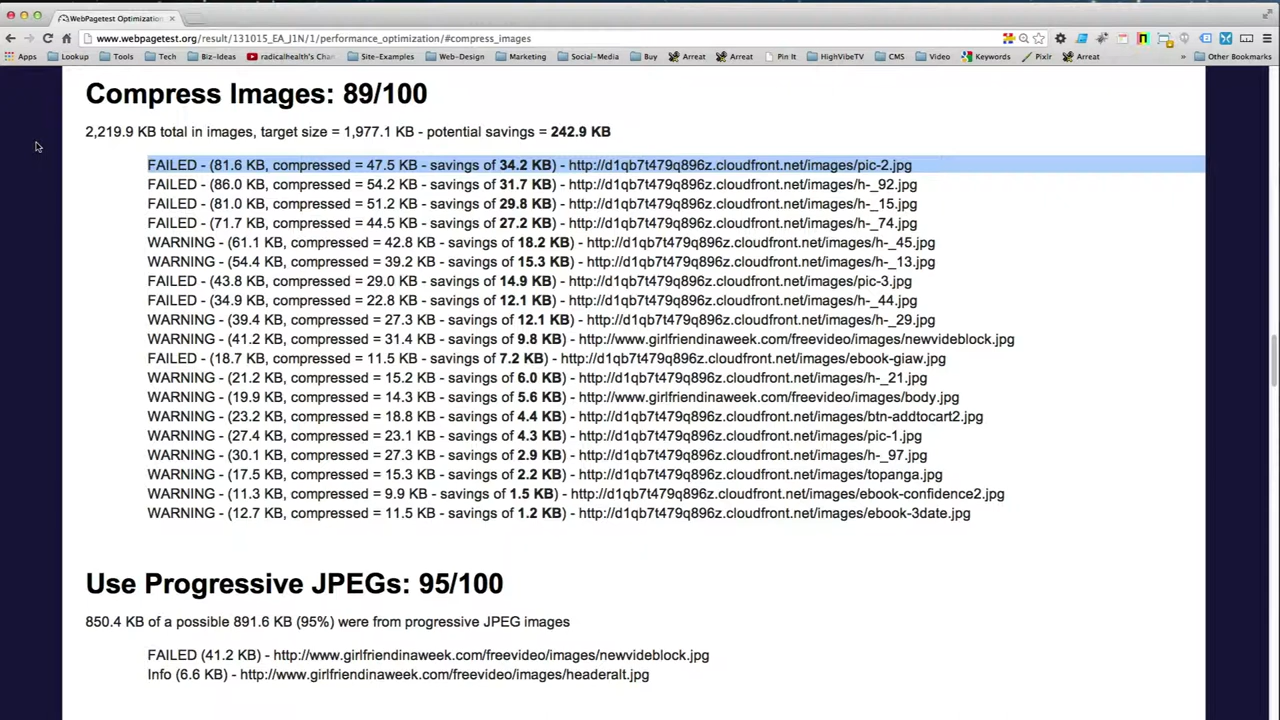 WebPagetest Optimization
www.webpagetest.org/result/131015_EA_J1N/1/performance_optimization/#compress_images
Apps Lookup Tools Tech Biz-Ideas radicalhealth's Chan Site-Examples Web-Design Marketing Social-Media Buy Arreat Arreat Pin It HighVibeTV CMS Video Keywords Pixlr Arreat » Other Bookmarks
Compress Images: 89/100
2,219.9 KB total in images, target size = 1,977.1 KB - potential savings = 242.9 KB
FAILED - (81.6 KB, compressed = 47.5 KB - savings of 34.2 KB) - http://d1qb7t479q896z.cloudfront.net/images/pic-2.jpg
FAILED - (86.0 KB, compressed = 54.2 KB - savings of 31.7 KB) - http://d1qb7t479q896z.cloudfront.net/images/h-_92.jpg
FAILED - (81.0 KB, compressed = 51.2 KB - savings of 29.8 KB) - http://d1qb7t479q896z.cloudfront.net/images/h-_15.jpg
FAILED - (71.7 KB, compressed = 44.5 KB - savings of 27.2 KB) - http://d1qb7t479q896z.cloudfront.net/images/h-_74.jpg
WARNING - (61.1 KB, compressed = 42.8 KB - savings of 18.2 KB) - http://d1qb7t479q896z.cloudfront.net/images/h-_45.jpg
WARNING - (54.4 KB, compressed = 39.2 KB - savings of 15.3 KB) - http://d1qb7t479q896z.cloudfront.net/images/h-_13.jpg
FAILED - (43.8 KB, compressed = 29.0 KB - savings of 14.9 KB) - http://d1qb7t479q896z.cloudfront.net/images/pic-3.jpg
FAILED - (34.9 KB, compressed = 22.8 KB - savings of 12.1 KB) - http://d1qb7t479q896z.cloudfront.net/images/h-_44.jpg
WARNING - (39.4 KB, compressed = 27.3 KB - savings of 12.1 KB) - http://d1qb7t479q896z.cloudfront.net/images/h-_29.jpg
WARNING - (41.2 KB, compressed = 31.4 KB - savings of 9.8 KB) - http://www.girlfriendinaweek.com/freevideo/images/newvideblock.jpg
FAILED - (18.7 KB, compressed = 11.5 KB - savings of 7.2 KB) - http://d1qb7t479q896z.cloudfront.net/images/ebook-giaw.jpg
WARNING - (21.2 KB, compressed = 15.2 KB - savings of 6.0 KB) - http://d1qb7t479q896z.cloudfront.net/images/h-_21.jpg
WARNING - (19.9 KB, compressed = 14.3 KB - savings of 5.6 KB) - http://www.girlfriendinaweek.com/freevideo/images/body.jpg
WARNING - (23.2 KB, compressed = 18.8 KB - savings of 4.4 KB) - http://d1qb7t479q896z.cloudfront.net/images/btn-addtocart2.jpg
WARNING - (27.4 KB, compressed = 23.1 KB - savings of 4.3 KB) - http://d1qb7t479q896z.cloudfront.net/images/pic-1.jpg
WARNING - (30.1 KB, compressed = 27.3 KB - savings of 2.9 KB) - http://d1qb7t479q896z.cloudfront.net/images/h-_97.jpg
WARNING - (17.5 KB, compressed = 15.3 KB - savings of 2.2 KB) - http://d1qb7t479q896z.cloudfront.net/images/topanga.jpg
WARNING - (11.3 KB, compressed = 9.9 KB - savings of 1.5 KB) - http://d1qb7t479q896z.cloudfront.net/images/ebook-confidence2.jpg
WARNING - (12.7 KB, compressed = 11.5 KB - savings of 1.2 KB) - http://d1qb7t479q896z.cloudfront.net/images/ebook-3date.jpg
Use Progressive JPEGs: 95/100
850.4 KB of a possible 891.6 KB (95%) were from progressive JPEG images
FAILED (41.2 KB) - http://www.girlfriendinaweek.com/freevideo/images/newvideblock.jpg
Info (6.6 KB) - http://www.girlfriendinaweek.com/freevideo/images/headeralt.jpg